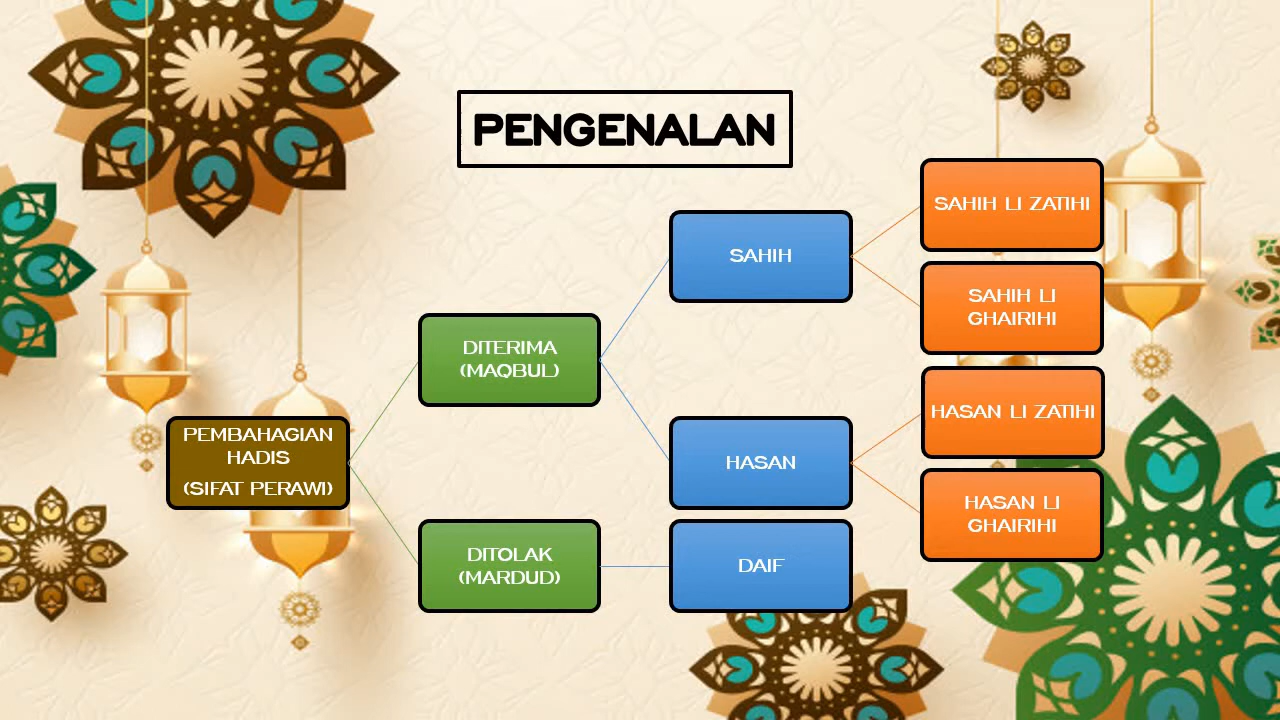 PENGENALAN
PEMBAHAGIAN
HADIS
(SIFAT PERAWI)
DITERIMA
(MAQBUL)
DITOLAK
(MARDUD)
SAHIH
HASAN
DAIF
SAHIH LI ZATIHI
SAHIH LI
GHAIRIHI
HASAN LI ZATIHI
HASAN LI
GHAIRIHI